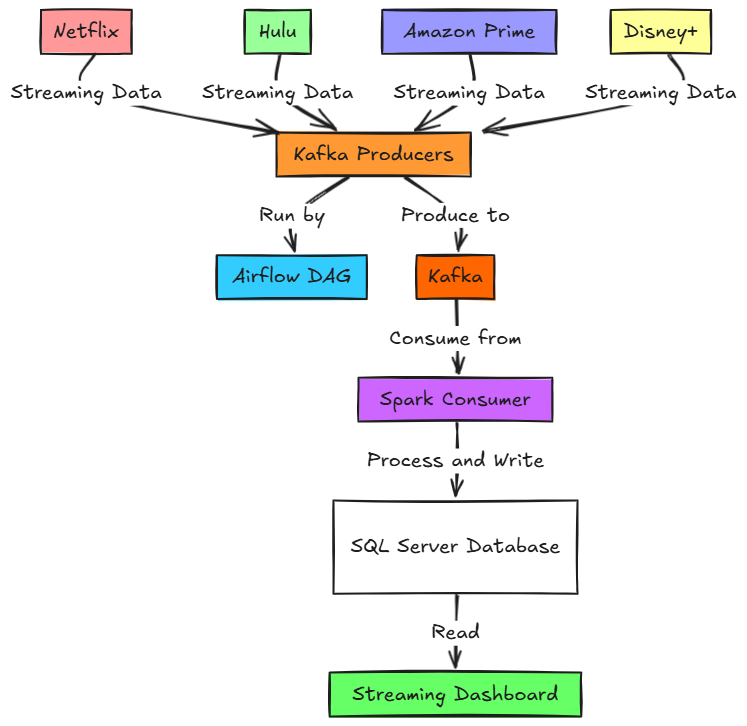 Netflix
Hulu
Amazon Prime
Disney+
Streaming Data
Streaming Data
Streaming Data
Streaming Data
Kafka Producers
Run by
Produce to
Airflow DAG
Kafka
Consume from
Spark Consumer
Process and Write
SQL Server Database
Read
Streaming Dashboard